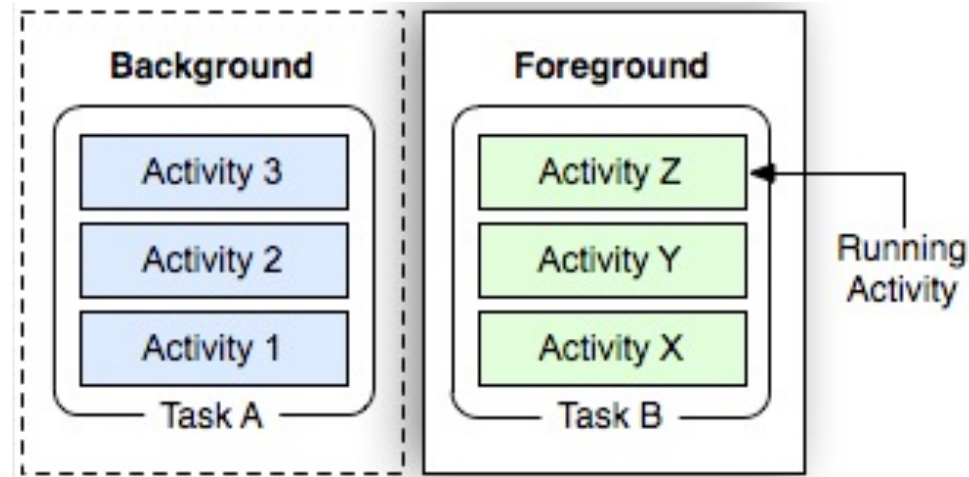 Background
Activity 3
Activity 2
Activity 1
Task A
Foreground
Activity Z
Activity Y
Activity X
Task B
Running
Activity